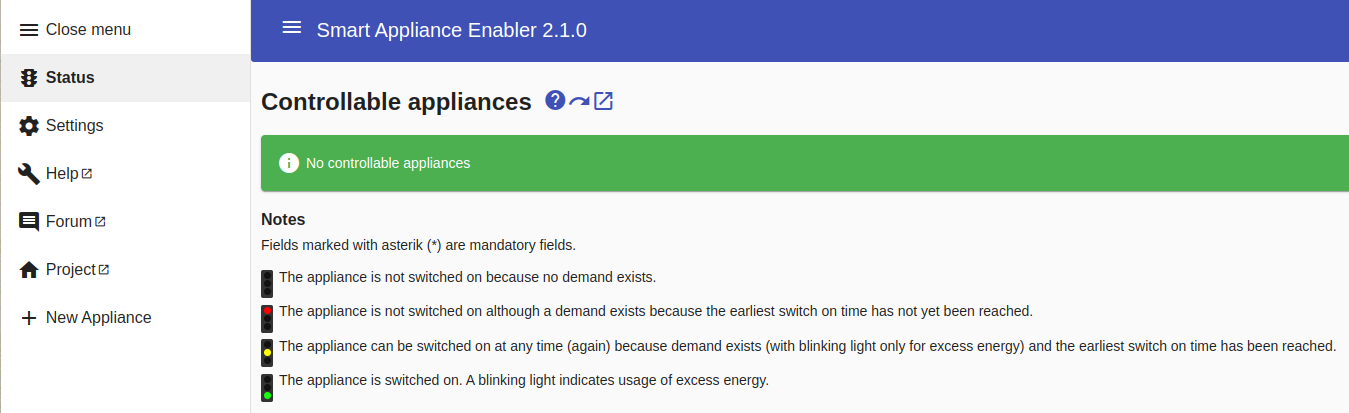 Close menu
Status
Settings
Help
Forum
Project
New Appliance
Smart Appliance Enabler 2.1.0
Controllable appliances
No controllable appliances
Notes
Fields marked with asterik (*) are mandatory fields.
The appliance is not switched on because no demand exists.
The appliance is not switched on although a demand exists because the earliest switch on time has not yet been reached.
The appliance can be switched on at any time (again) because demand exists (with blinking light only for excess energy) and the earliest switch on time has been reached.
The appliance is switched on. A blinking light indicates usage of excess energy.